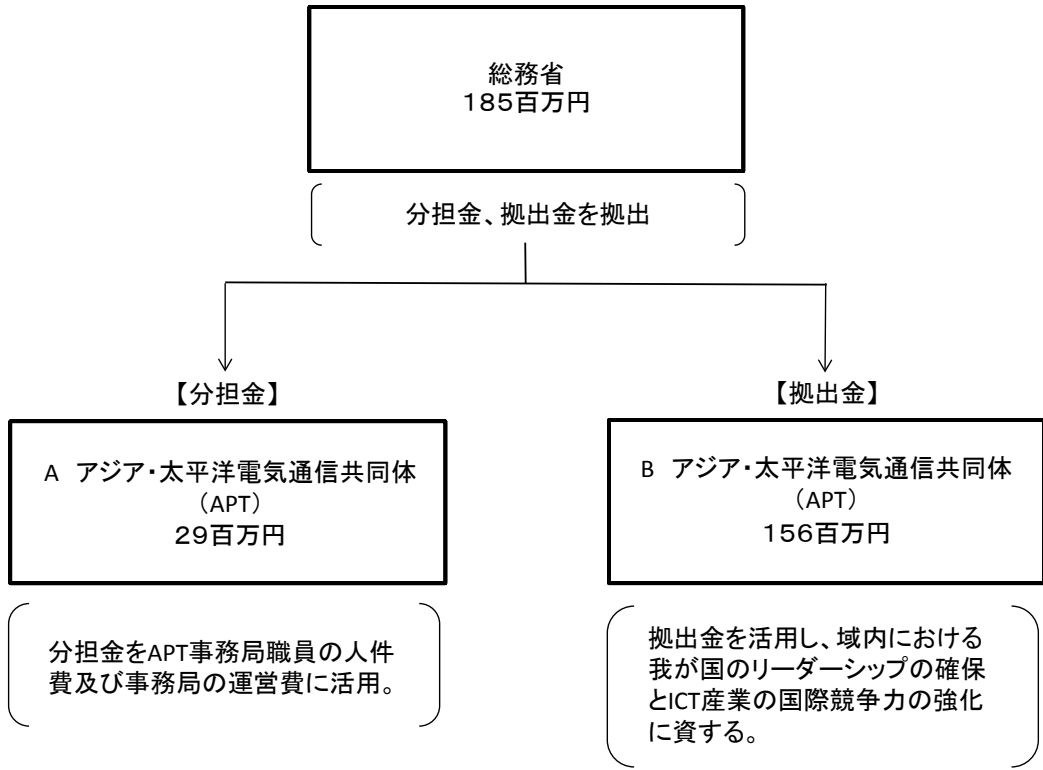 総務省
185百万円
分担金、拠出金を拠出
【分担金】
【拠出金】
A アジア・太平洋電気通信共同体
（APT）
29百万円
B アジア・太平洋電気通信共同体
（APT）
156百万円
分担金をAPT事務局職員の人件
費及び事務局の運営費に活用。
拠出金を活用し、域内における
我が国のリーダーシップの確保
とICT産業の国際競争力の強化
に資する。